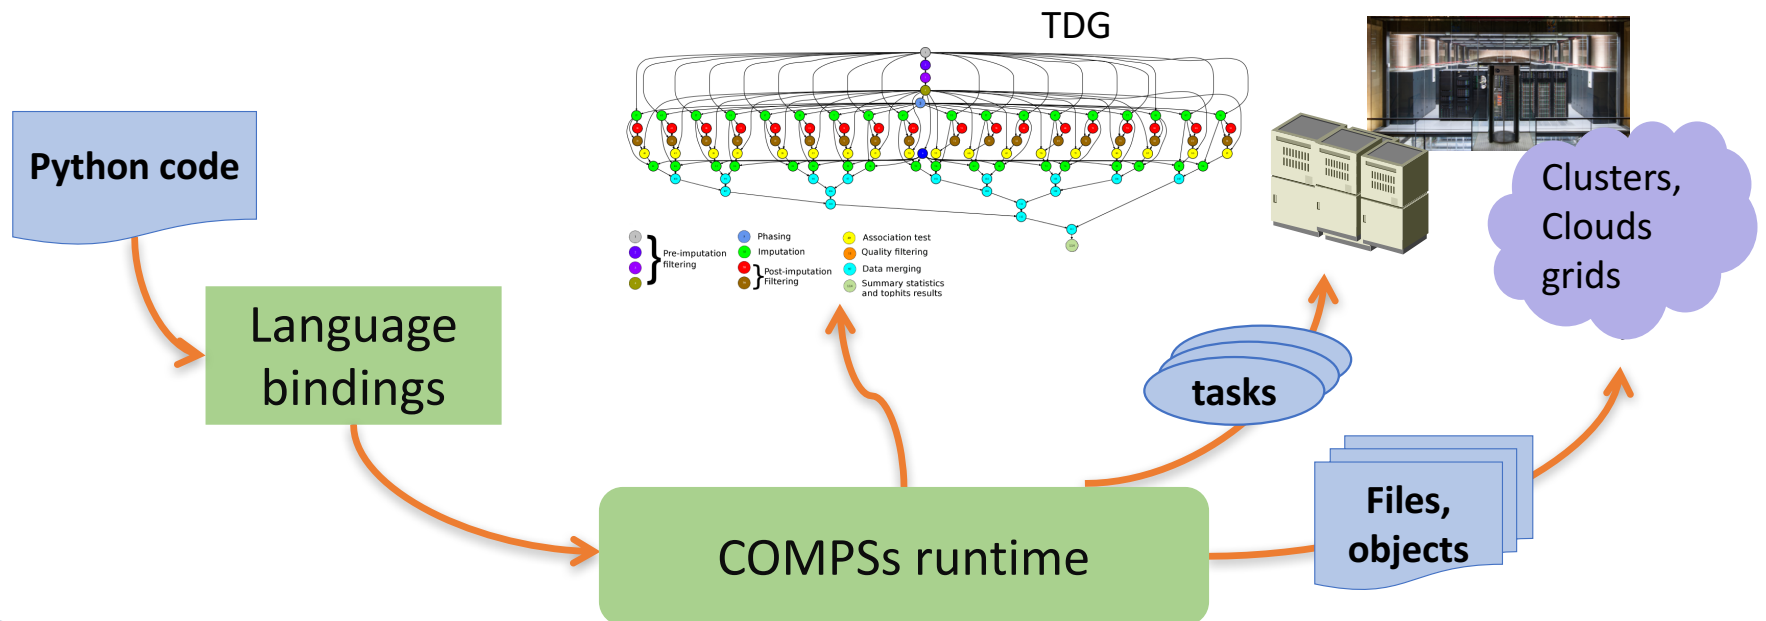 TDG
Python code
Clusters,
Clouds
grids
Pre-imputation
filtering
Phasing
Imputation
Post-imputation
Filtering
Association test
Quality filtering
Data merging
Summary statistics
and tophits results
Language
bindings
tasks
Files,
objects
COMPSs runtime